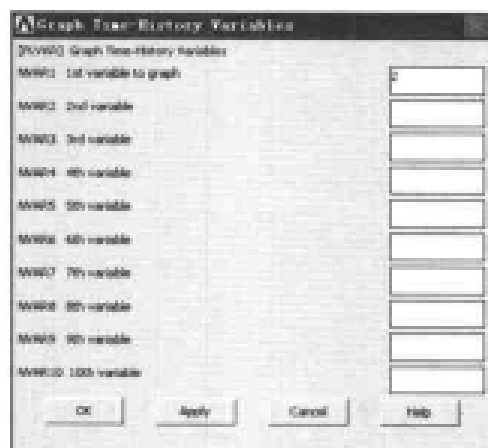 Graph Time-History Variables
[PLVAR] Graph Time-History Variables
NVAR1 1st variable to graph 2
NVAR2 2nd variable
NVAR3 3rd variable
NVAR4 4th variable
NVAR5 5th variable
NVAR6 6th variable
NVAR7 7th variable
NVAR8 8th variable
NVAR9 9th variable
NVAR10 10th variable
OK Apply Cancel Help